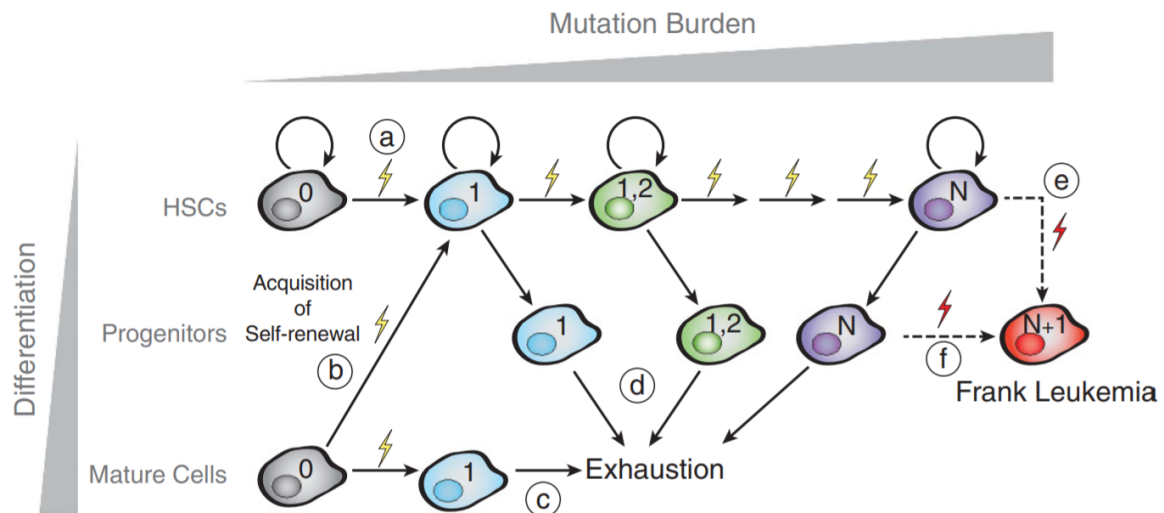 Mutation Burden
a
0
1
1,2
N
e
HSCs
Acquisition
of
Self-renewal
b
Differentiation
Progenitors
1
1,2
N
N+1
d
f
Frank Leukemia
Mature Cells
0
1
c
Exhaustion